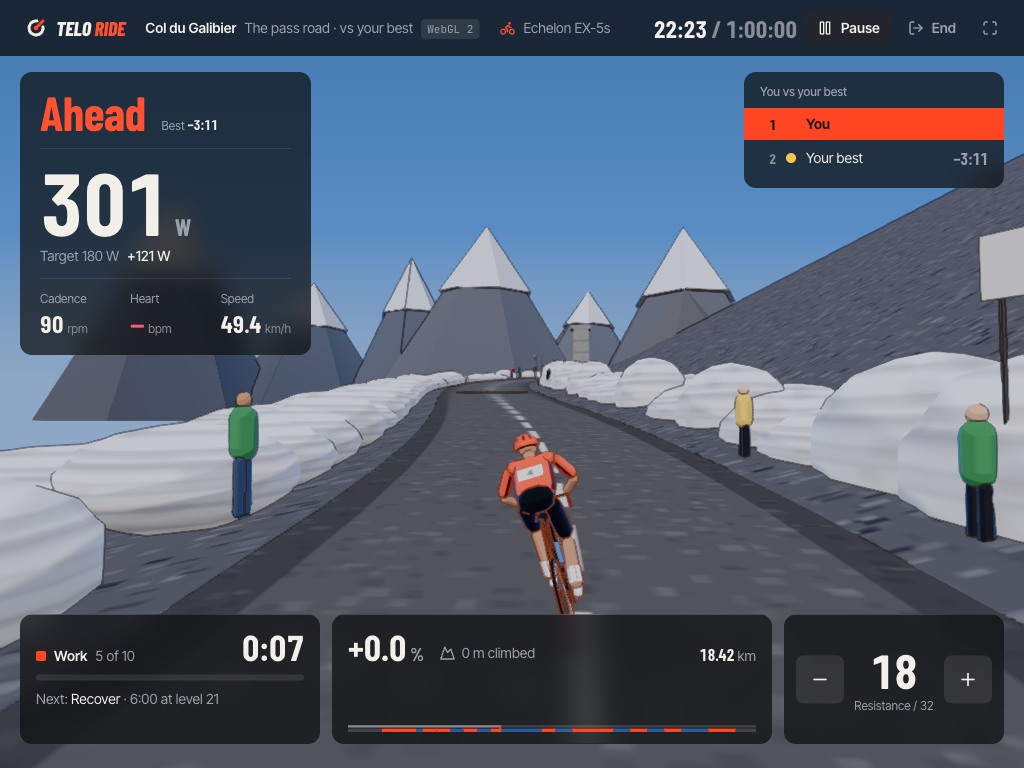 TELO RIDE Col du Galibier The pass road · vs your best WebGL 2 Echelon EX-5s 22:23 / 1:00:00 Pause End
Ahead Best −3:11
301 W
Target 180 W +121 W
Cadence Heart Speed
90 rpm – bpm 49.4 km/h
You vs your best
1 You
2 Your best −3:11
Work 5 of 10 0:07
Next: Recover · 6:00 at level 21
+0.0 % 0 m climbed 18.42 km
− 18 +
Resistance / 32